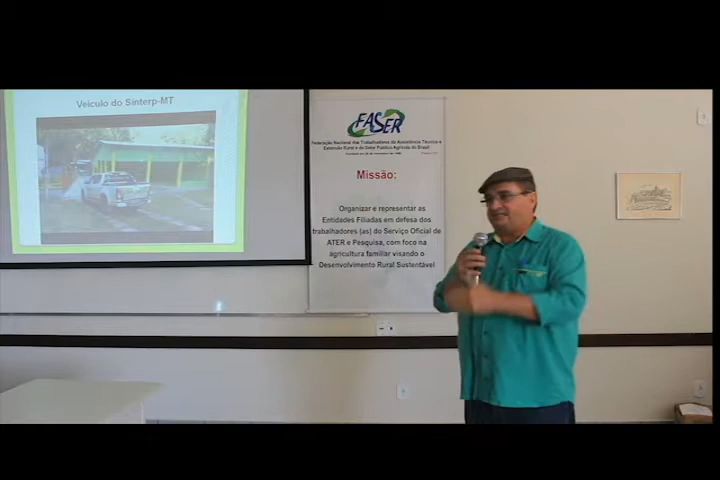 Veículo do Sinterp-MT
FASER
Federação Nacional dos Trabalhadores da Assistência Técnica e
Extensão Rural e do Setor Público Agrícola do Brasil
Missão:
Organizar e representar as
Entidades Filiadas em defesa dos
trabalhadores (as) do Serviço Oficial de
ATER e Pesquisa, com foco na
agricultura familiar visando o
Desenvolvimento Rural Sustentável